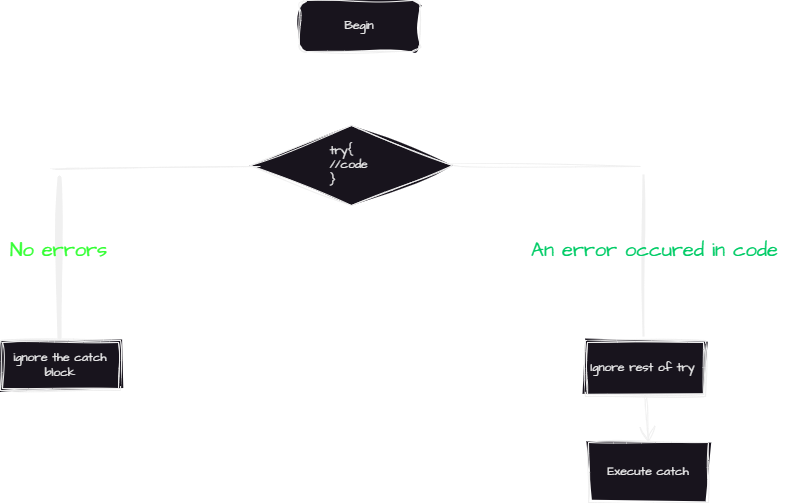 Begin
try{
//code
}
No errors
An error occured in code
ignore the catch
block
Ignore rest of try
Execute catch